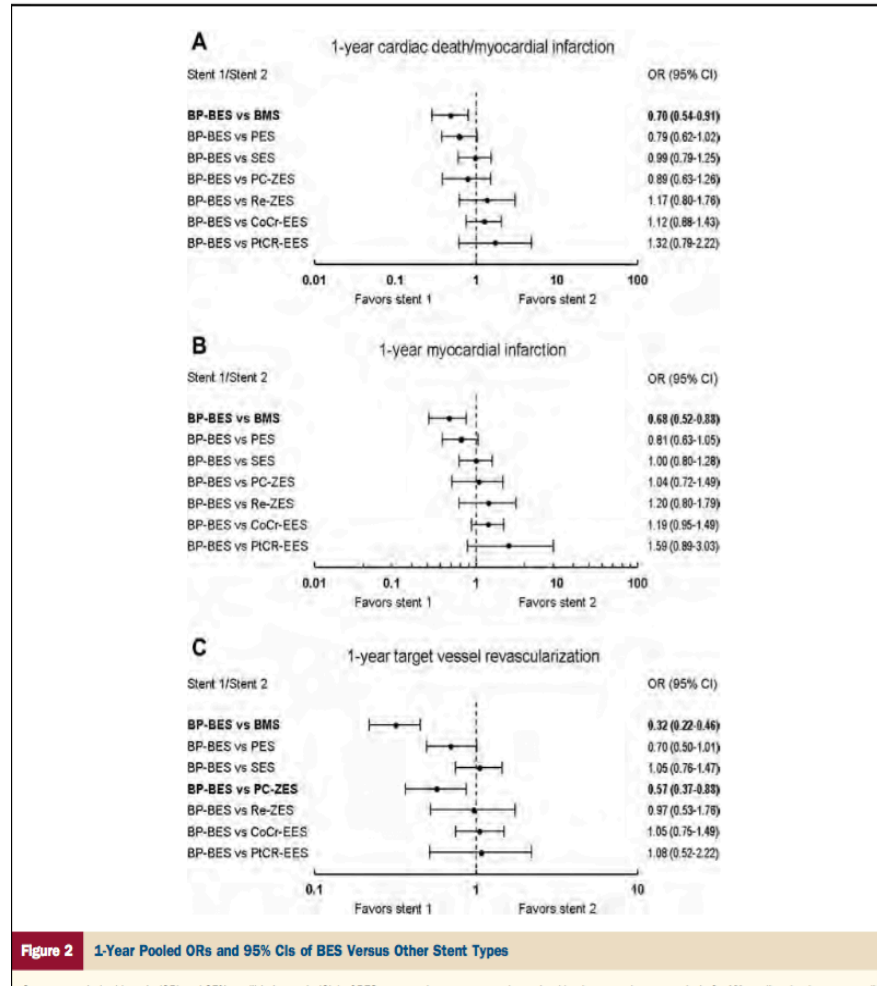 A
1-year cardiac death/myocardial infarction
Stent 1/Stent 2 OR (95% CI)
BP-BES vs BMS 0.70 (0.54-0.91)
BP-BES vs PES 0.79 (0.62-1.02)
BP-BES vs SES 0.99 (0.79-1.25)
BP-BES vs PC-ZES 0.89 (0.63-1.26)
BP-BES vs Re-ZES 1.17 (0.80-1.76)
BP-BES vs CoCr-EES 1.12 (0.88-1.43)
BP-BES vs PtCR-EES 1.32 (0.79-2.22)
0.01 0.1 1 10 100
Favors stent 1 Favors stent 2
B
1-year myocardial infarction
Stent 1/Stent 2 OR (95% CI)
BP-BES vs BMS 0.68 (0.52-0.88)
BP-BES vs PES 0.81 (0.63-1.05)
BP-BES vs SES 1.00 (0.80-1.28)
BP-BES vs PC-ZES 1.04 (0.72-1.49)
BP-BES vs Re-ZES 1.20 (0.80-1.79)
BP-BES vs CoCr-EES 1.19 (0.95-1.49)
BP-BES vs PtCR-EES 1.59 (0.89-3.03)
0.01 0.1 1 10 100
Favors stent 1 Favors stent 2
C
1-year target vessel revascularization
Stent 1/Stent 2 OR (95% CI)
BP-BES vs BMS 0.32 (0.22-0.46)
BP-BES vs PES 0.70 (0.50-1.01)
BP-BES vs SES 1.05 (0.76-1.47)
BP-BES vs PC-ZES 0.57 (0.37-0.88)
BP-BES vs Re-ZES 0.97 (0.53-1.76)
BP-BES vs CoCr-EES 1.05 (0.75-1.49)
BP-BES vs PtCR-EES 1.08 (0.52-2.22)
0.1 1 10
Favors stent 1 Favors stent 2
Figure 2 1-Year Pooled ORs and 95% CIs of BES Versus Other Stent Types